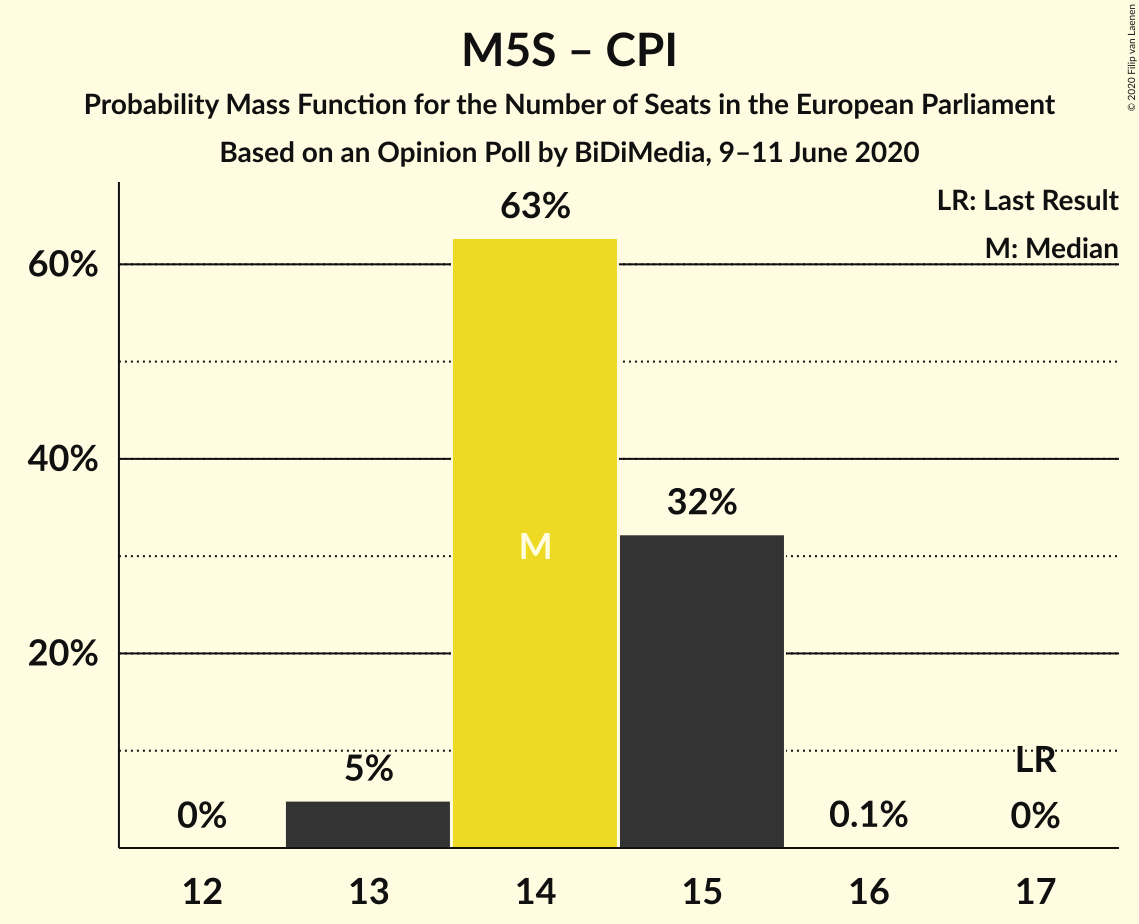 M5S – CPI
Probability Mass Function for the Number of Seats in the European Parliament
Based on an Opinion Poll by BiDiMedia, 9–11 June 2020
© 2020 Filip van Laenen
LR: Last Result
M: Median
60%
40%
20%
0%
5%
63%
M
32%
0.1%
LR
0%
12 13 14 15 16 17